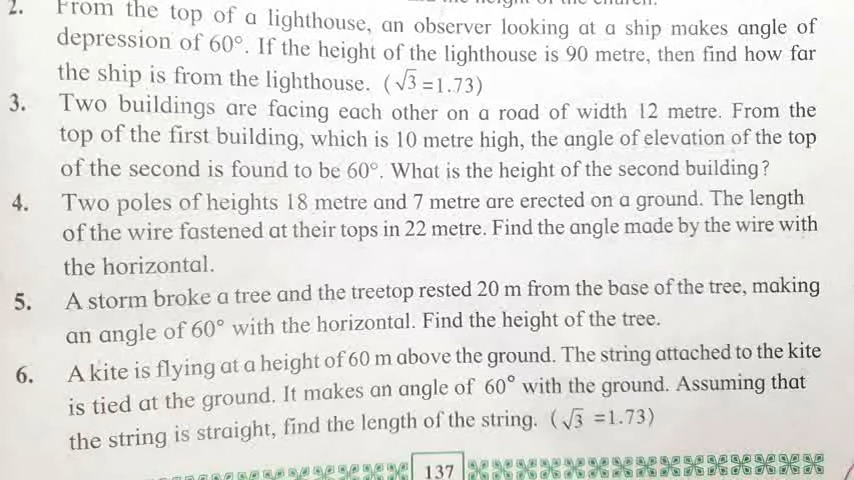 height of the church.
2. From the top of a lighthouse, an observer looking at a ship makes angle of
depression of 60°. If the height of the lighthouse is 90 metre, then find how far
the ship is from the lighthouse. (√3 =1.73)
3. Two buildings are facing each other on a road of width 12 metre. From the
top of the first building, which is 10 metre high, the angle of elevation of the top
of the second is found to be 60°. What is the height of the second building?
4. Two poles of heights 18 metre and 7 metre are erected on a ground. The length
of the wire fastened at their tops in 22 metre. Find the angle made by the wire with
the horizontal.
5. A storm broke a tree and the treetop rested 20 m from the base of the tree, making
an angle of 60° with the horizontal. Find the height of the tree.
6. A kite is flying at a height of 60 m above the ground. The string attached to the kite
is tied at the ground. It makes an angle of 60° with the ground. Assuming that
the string is straight, find the length of the string. (√3 =1.73)
137